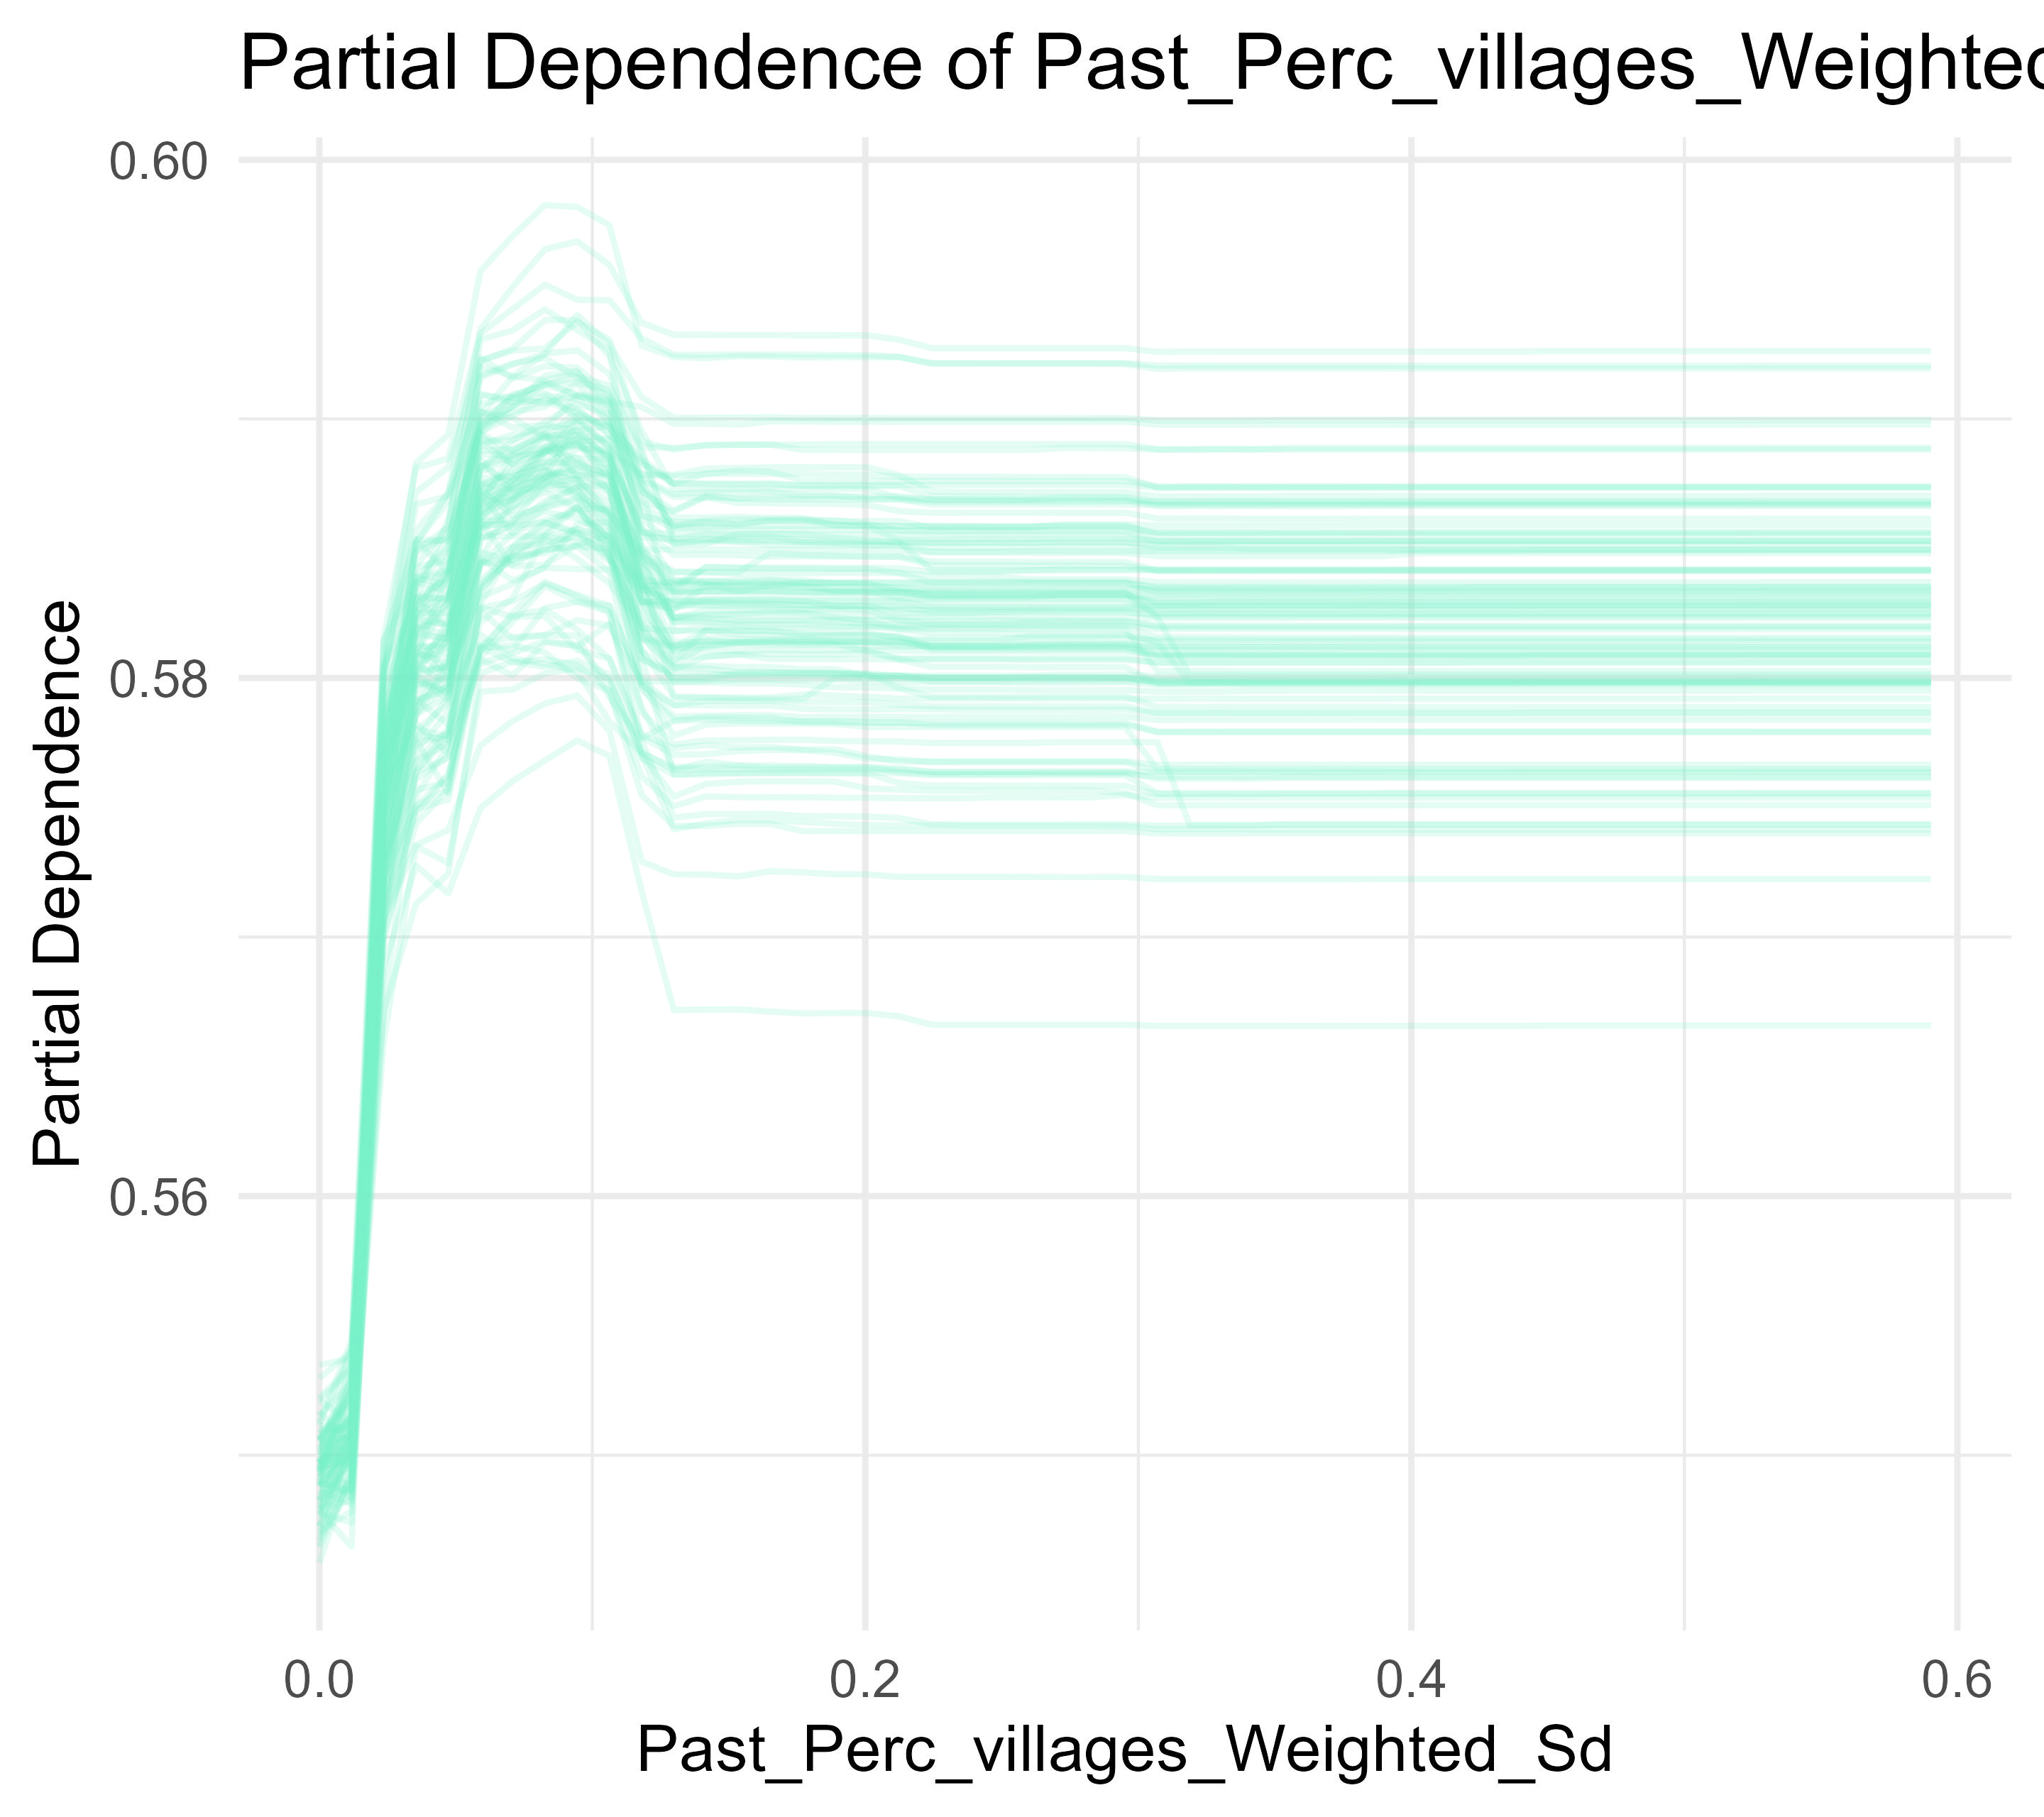 Partial Dependence of Past_Perc_villages_Weighted
0.60
0.58
0.56
Partial Dependence
0.0 0.2 0.4 0.6
Past_Perc_villages_Weighted_Sd